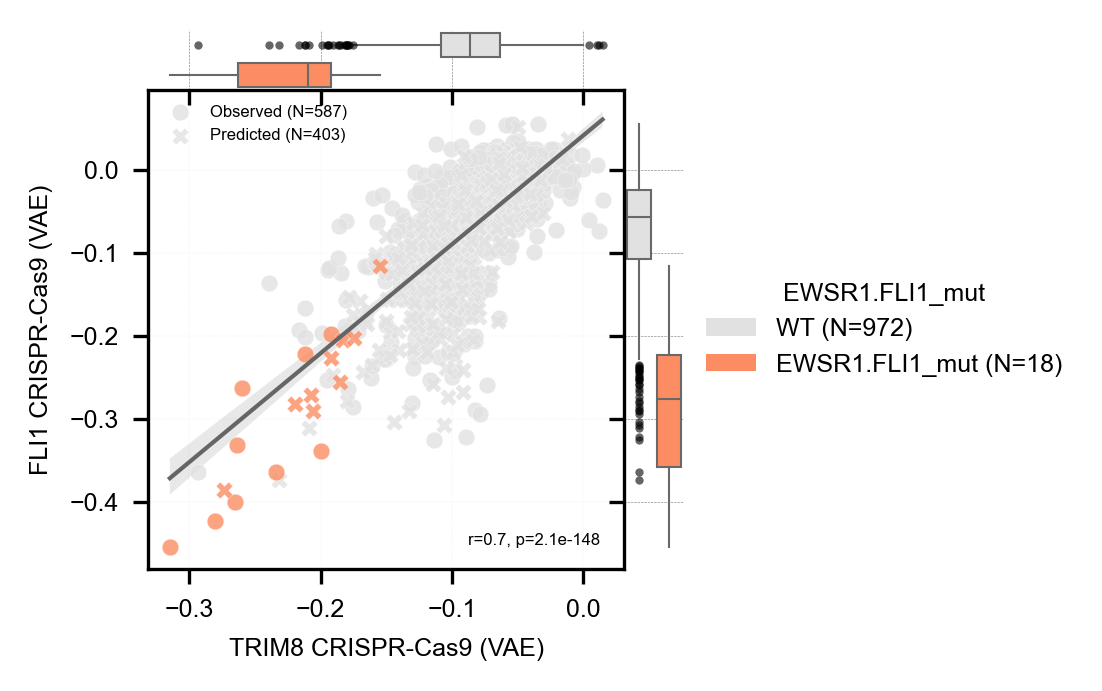 Observed (N=587)
Predicted (N=403)
0.0
−0.1
−0.2
−0.3
−0.4
FLI1 CRISPR-Cas9 (VAE)
r=0.7, p=2.1e-148
−0.3
−0.2
−0.1
0.0
TRIM8 CRISPR-Cas9 (VAE)
EWSR1.FLI1_mut
WT (N=972)
EWSR1.FLI1_mut (N=18)